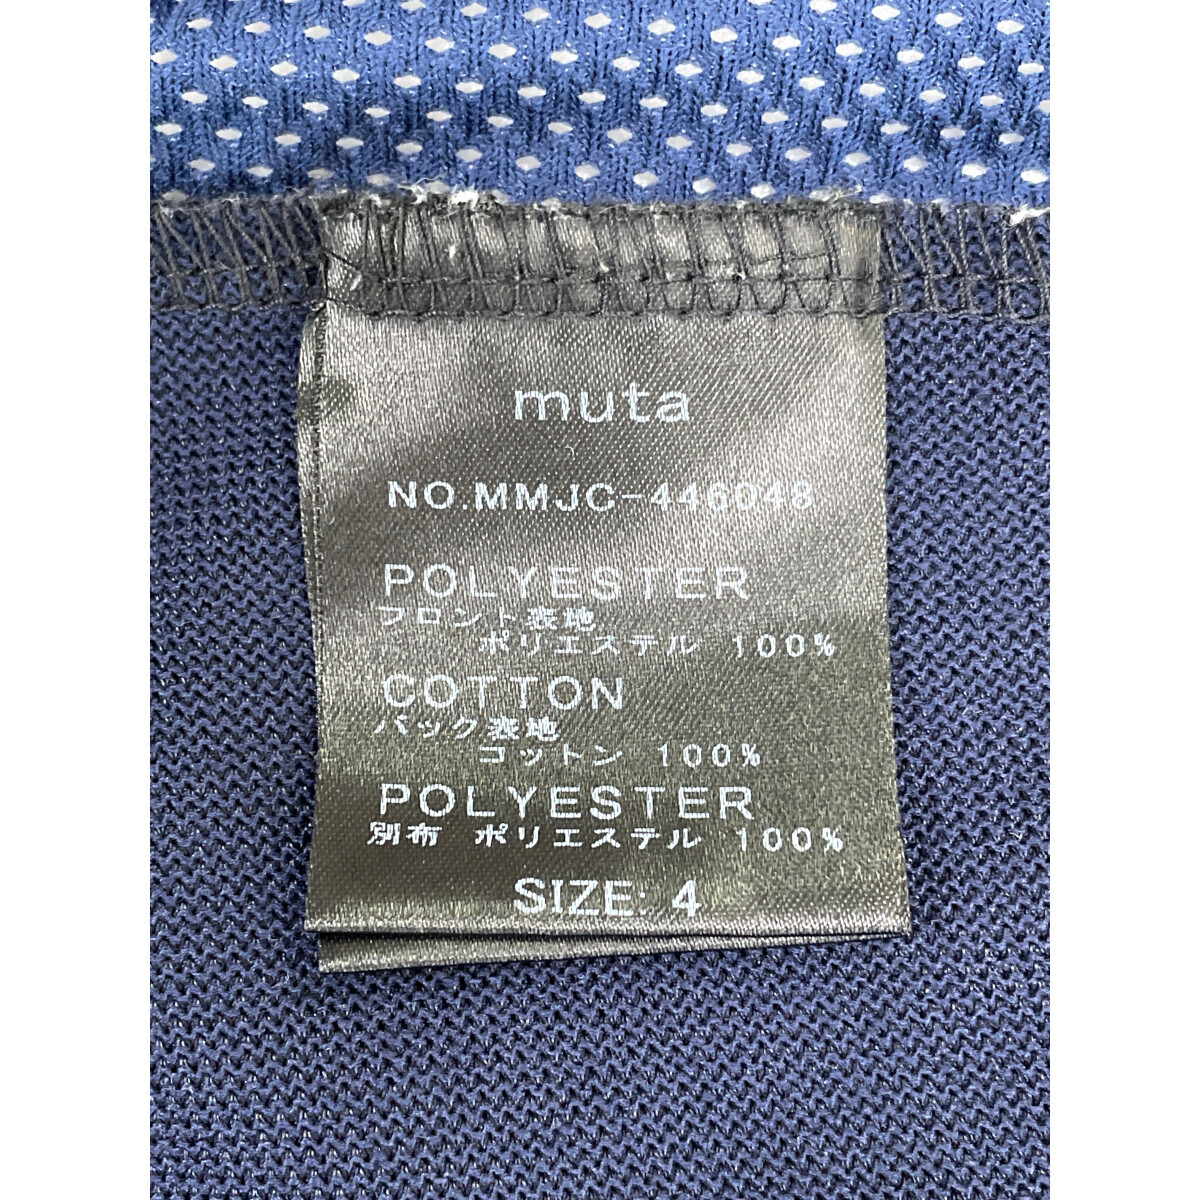 muta
NO.MMJC-446048
POLYESTER
フロント表地
ポリエステル 100%
COTTON
バック表地
コットン 100%
POLYESTER
別布 ポリエステル 100%
SIZE: 4